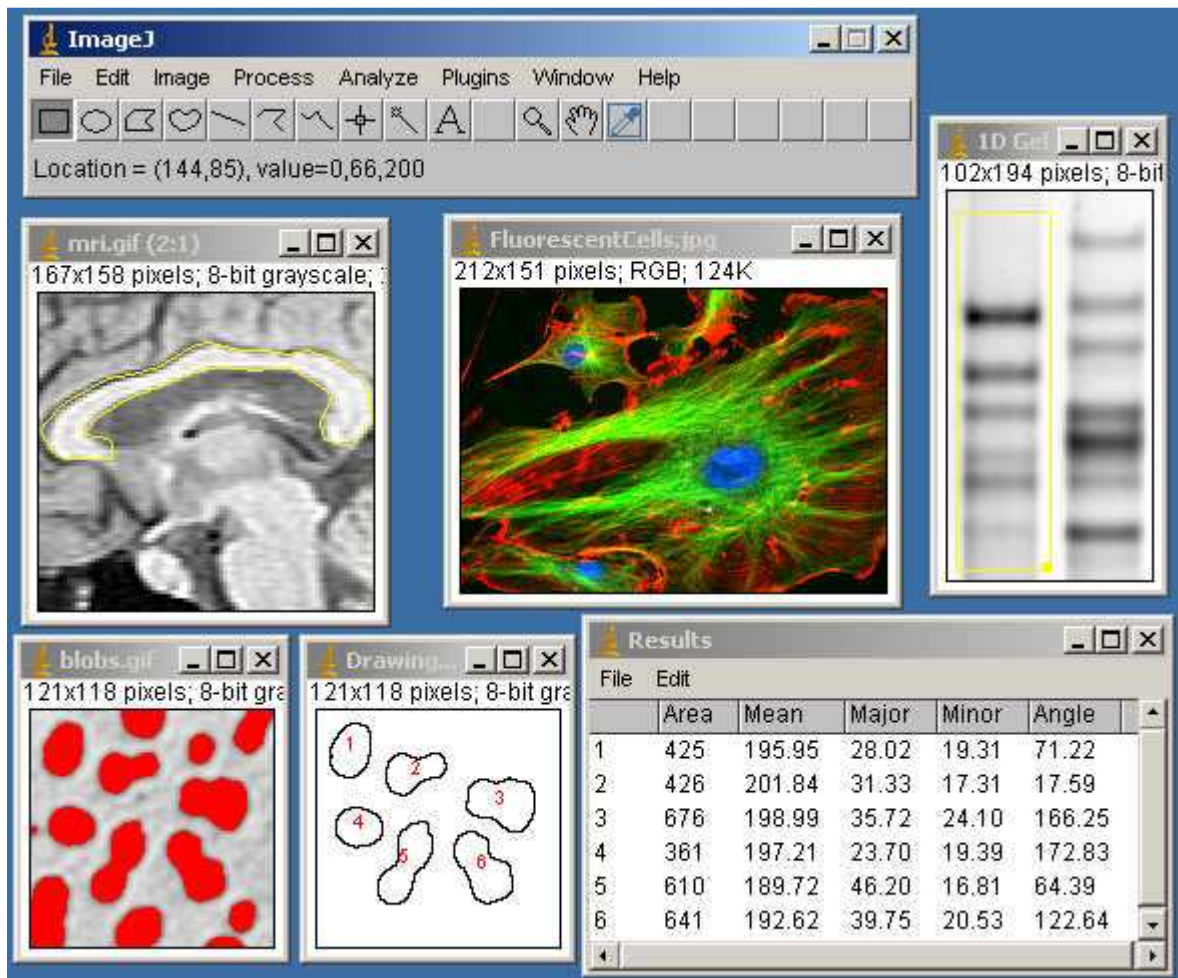 ImageJ
File Edit Image Process Analyze Plugins Window Help
A
Location = (144,85), value=0,66,200
1D Gel
102x194 pixels; 8-bit
mri.gif (2:1)
167x158 pixels; 8-bit grayscale;
FluorescentCells.jpg
212x151 pixels; RGB; 124K
blobs.gif
121x118 pixels; 8-bit gra
Drawing...
121x118 pixels; 8-bit gra
1
2
3
4
5
6
Results
File Edit
Area Mean Major Minor Angle
1 425 195.95 28.02 19.31 71.22
2 426 201.84 31.33 17.31 17.59
3 676 198.99 35.72 24.10 166.25
4 361 197.21 23.70 19.39 172.83
5 610 189.72 46.20 16.81 64.39
6 641 192.62 39.75 20.53 122.64